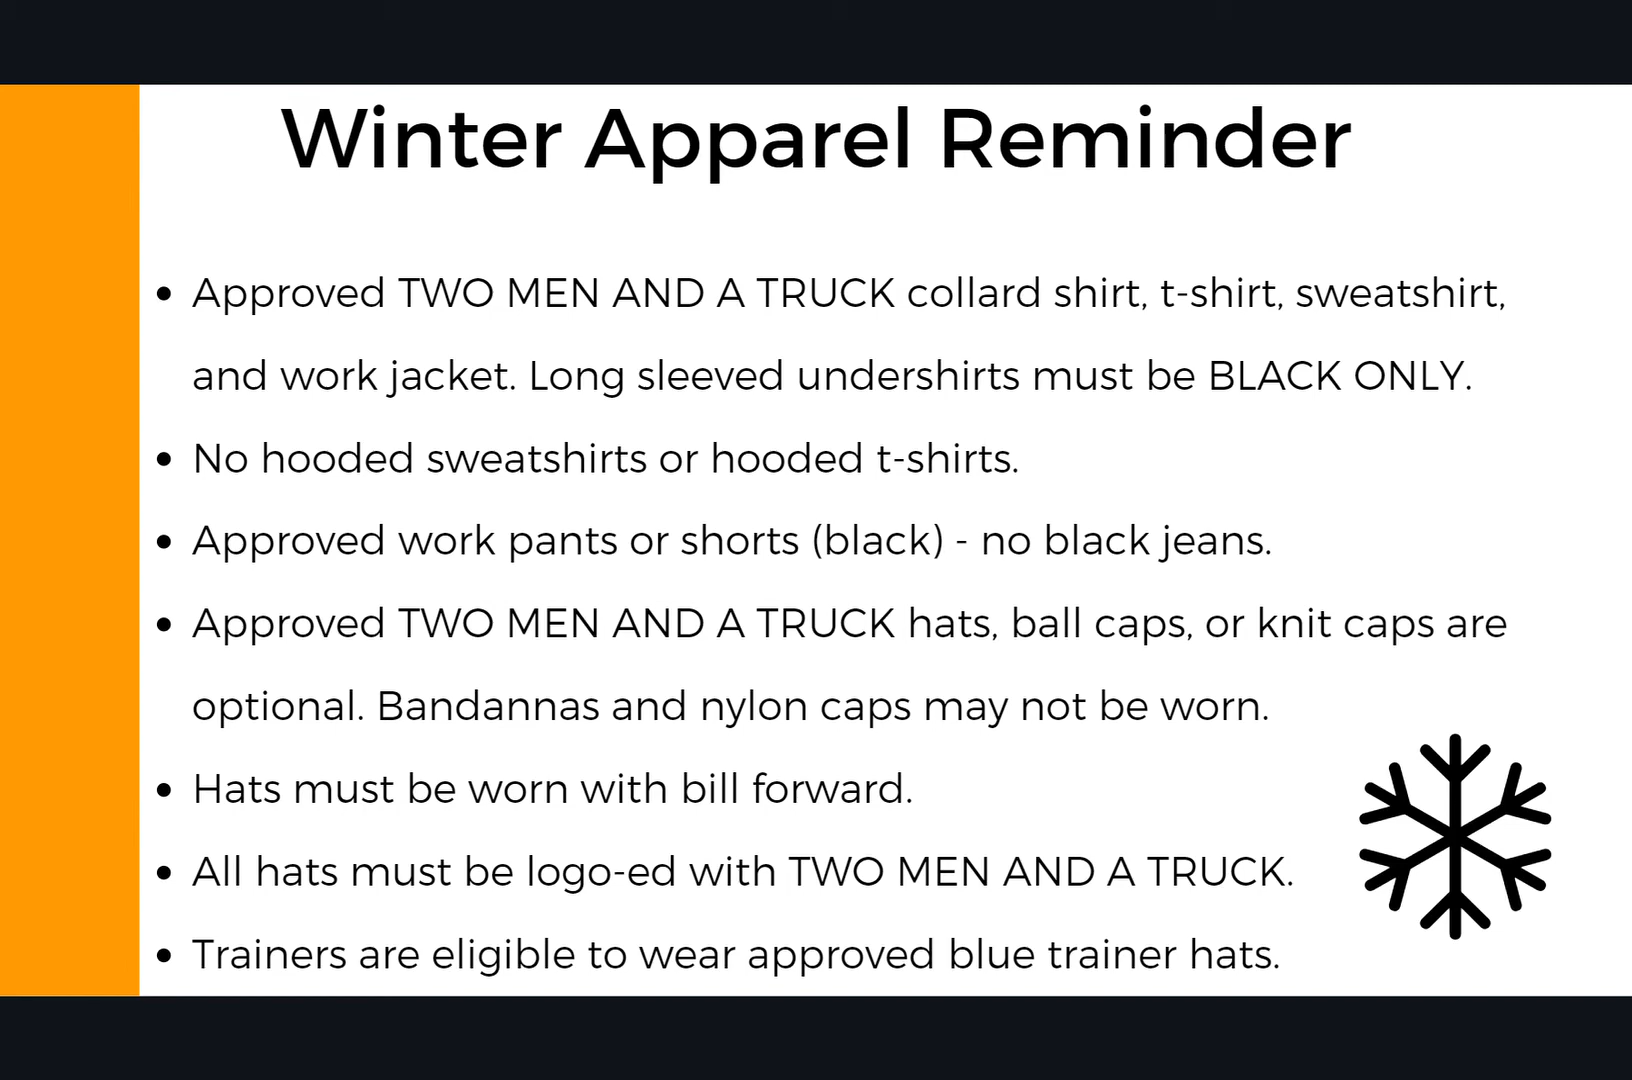 Winter Apparel Reminder
• Approved TWO MEN AND A TRUCK collard shirt, t-shirt, sweatshirt,
and work jacket. Long sleeved undershirts must be BLACK ONLY.
• No hooded sweatshirts or hooded t-shirts.
• Approved work pants or shorts (black) - no black jeans.
• Approved TWO MEN AND A TRUCK hats, ball caps, or knit caps are
optional. Bandannas and nylon caps may not be worn.
• Hats must be worn with bill forward.
• All hats must be logo-ed with TWO MEN AND A TRUCK.
• Trainers are eligible to wear approved blue trainer hats.